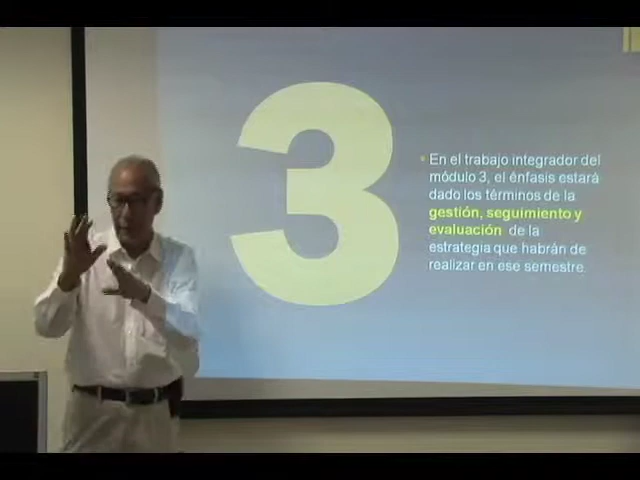 3
En el trabajo integrador del
módulo 3, el énfasis estará
dado los términos de la
gestión, seguimiento y
evaluación de la
estrategia que habrán de
realizar en ese semestre.